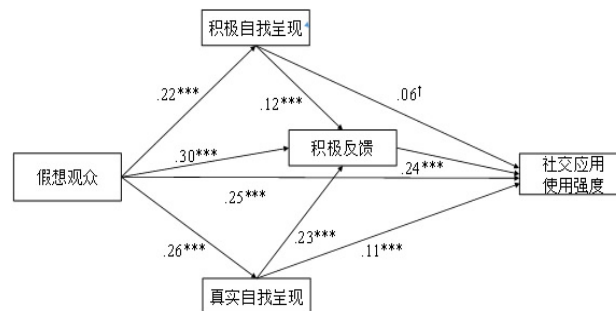 积极自我呈现
.22***
.12***
.06†
.30***
积极反馈
假想观众
.24***
社交应用
使用强度
.25***
.26***
.23***
.11***
真实自我呈现